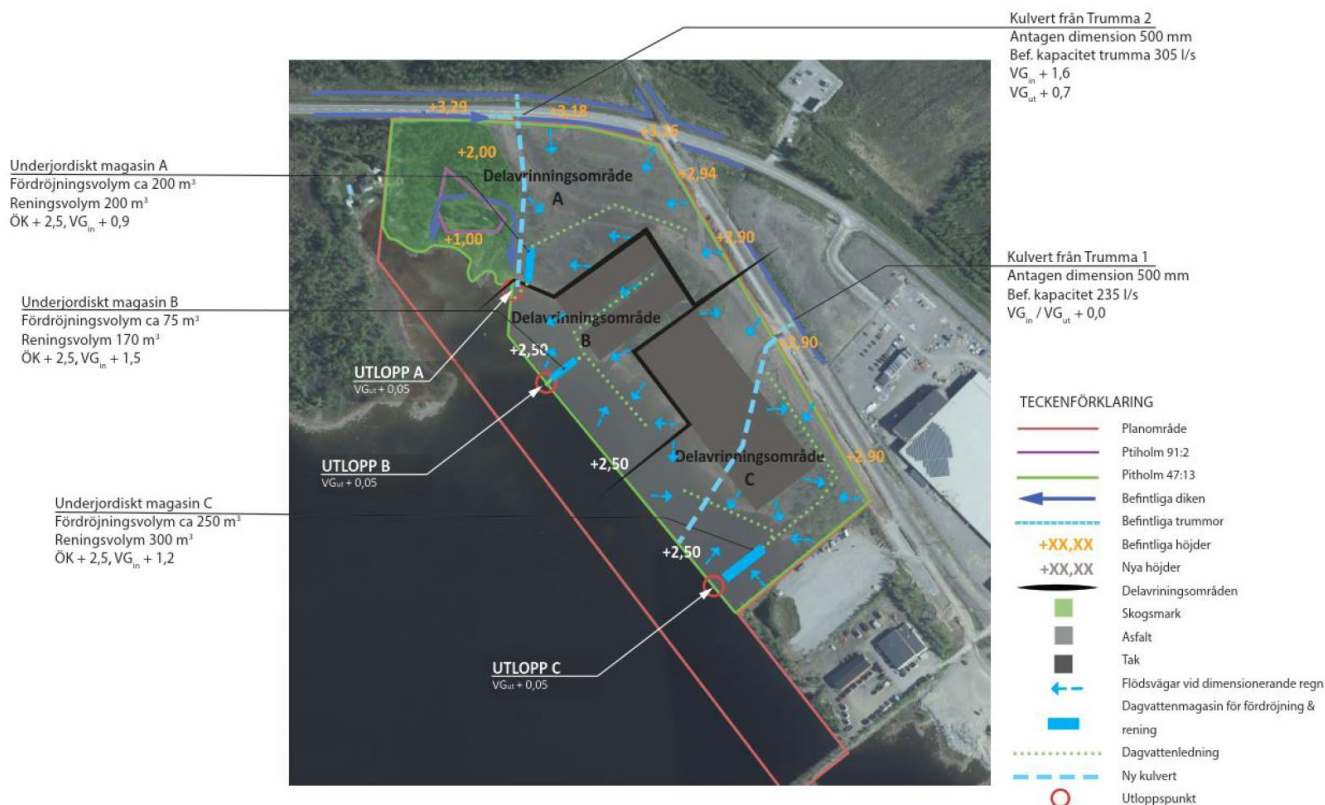 Kulvert från Trumma 2
Antagen dimension 500 mm
Bef. kapacitet trumma 305 l/s
VGin + 1,6
VGut + 0,7
Underjordiskt magasin A
Fördröjningsvolym ca 200 m³
Reningsvolym 200 m³
ÖK + 2,5, VGin + 0,9
Underjordiskt magasin B
Fördröjningsvolym ca 75 m³
Reningsvolym 170 m³
ÖK + 2,5, VGin + 1,5
Underjordiskt magasin C
Fördröjningsvolym ca 250 m³
Reningsvolym 300 m³
ÖK + 2,5, VGin + 1,2
+3,29
+3,18
+3,26
+2,00
+2,94
Delavrinningsområde
A
+1,00
+2,90
Delavrinningsområde
B
+2,50
+2,90
UTLOPP A
VGut + 0,05
UTLOPP B
VGut + 0,05
+2,50
Delavrinningsområde
C
+2,90
+2,50
UTLOPP C
VGut + 0,05
Kulvert från Trumma 1
Antagen dimension 500 mm
Bef. kapacitet 235 l/s
VGin / VGut + 0,0
TECKENFÖRKLARING
Planområde
Ptiholm 91:2
Pitholm 47:13
Befintliga diken
Befintliga trummor
+XX,XX Befintliga höjder
+XX,XX Nya höjder
Delavriningsområden
Skogsmark
Asfalt
Tak
Flödsvägar vid dimensionerande regn
Dagvattenmagasin för fördröjning &
rening
Dagvattenledning
Ny kulvert
Utloppspunkt